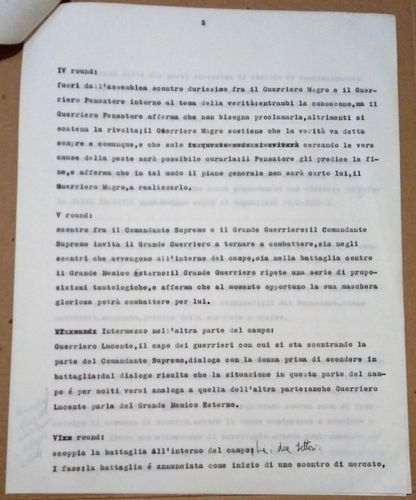 2
IV round:
fuori dall'assemblea scontro durissimo fra il Guerriero Magro e il Guer-
riero Pensatore intorno al tema della verità:entrambi la conoscono,ma il
Guerriero Pensatore afferma che non bisogna proclamarla,altrimenti si
scatena la rivolta;il Guerriero Magro sostiene che la verità va detta
sempre e comunque,e che solo cercando le vere
cause della peste sarà possibile curarla:il Pensatore gli predice la fi-
ne,e afferma che in tal modo il piano generale non sarà certo lui,il
Guerriero Magro,a realizzarlo.
V round:
scontro fra il Comandante Supremo e il Grande Guerriero:il Comandante
Supremo invita il Grande Guerriero a tornare a combattere,sia negli
scontri che avvengono all'interno del campo,sia nella battaglia contro
il Grande Nemico Esterno:il Grande Guerriero ripete una serie di propo-
sizioni tautologiche,e afferma che al momento opportuno la sua maschera
gloriosa potrà combattere per lui.
Intermezzo nell'altra parte del campo:
Guerriero Lucente,il capo dei guerrieri con cui si sta scontrando la
parte del Comandante Supremo,dialoga con la donna prima di scendere in
battaglia:dal dialogo risulta che la situazione in questa parte del cam-
po é per molti versi analoga a quella dell'altra parte:anche Guerriero
Lucente parla del Grande Nemico Esterno.
VI round:
scoppia la battaglia all'interno del campo: due settori.
I fase:la battaglia é annunciata come inizio di uno scontro di mercato,